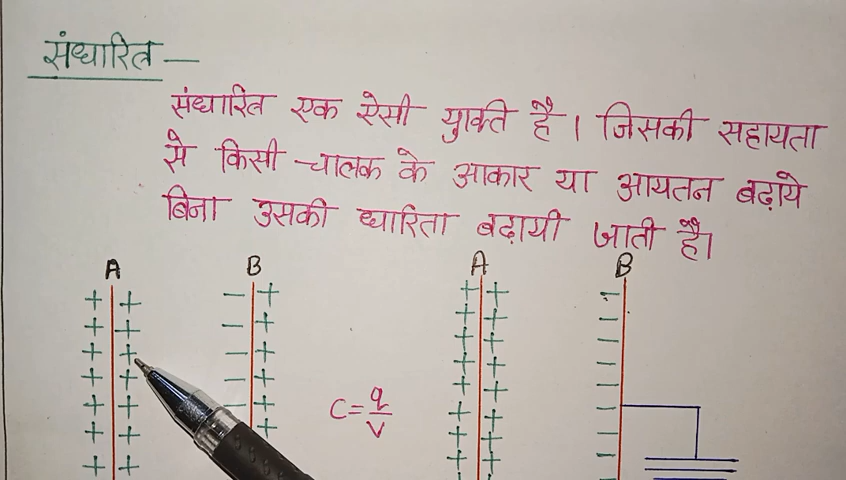 संधारित्र —
संधारित्र एक ऐसी युक्ति है। जिसकी सहायता
से किसी चालक के आकार या आयतन बढ़ाये
बिना उसकी धारिता बढ़ायी जाती है।
A B A B
C = q/V